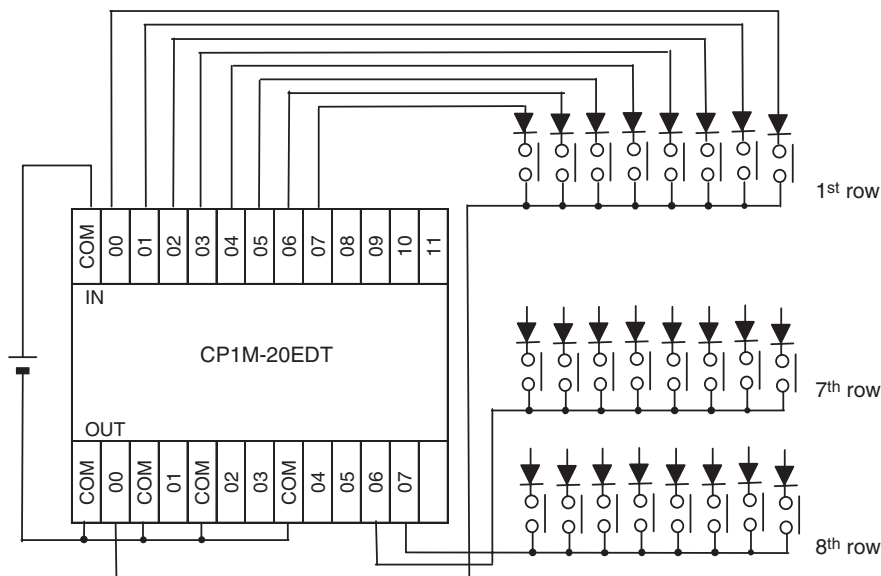 1st row
COM 00 01 02 03 04 05 06 07 08 09 10 11
IN
CP1M-20EDT
7th row
OUT
COM 00 COM 01 COM 02 03 COM 04 05 06 07
8th row